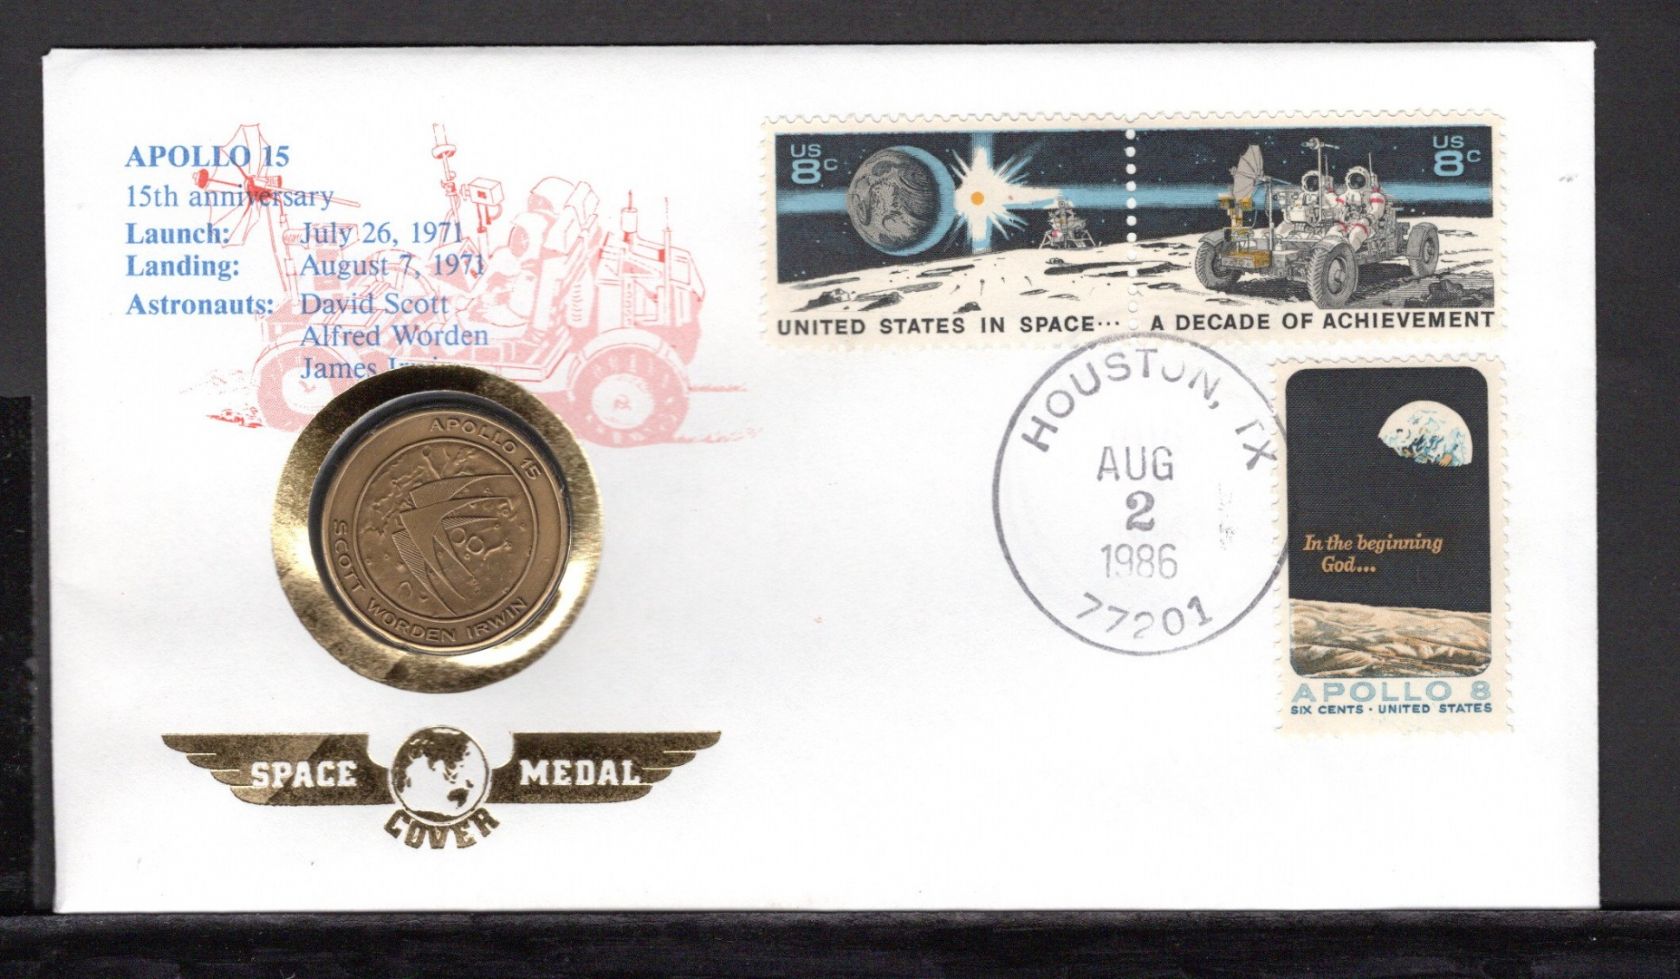 APOLLO 15
15th anniversary
Launch: July 26, 1971
Landing: August 7, 1971
Astronauts: David Scott
Alfred Worden
James
APOLLO 15
SCOTT WORDEN IRWIN
SPACE MEDAL
COVER
US 8c
US 8c
UNITED STATES IN SPACE... A DECADE OF ACHIEVEMENT
HOUSTON, TX
AUG
2
1986
77201
In the beginning
God...
APOLLO 8
SIX CENTS · UNITED STATES